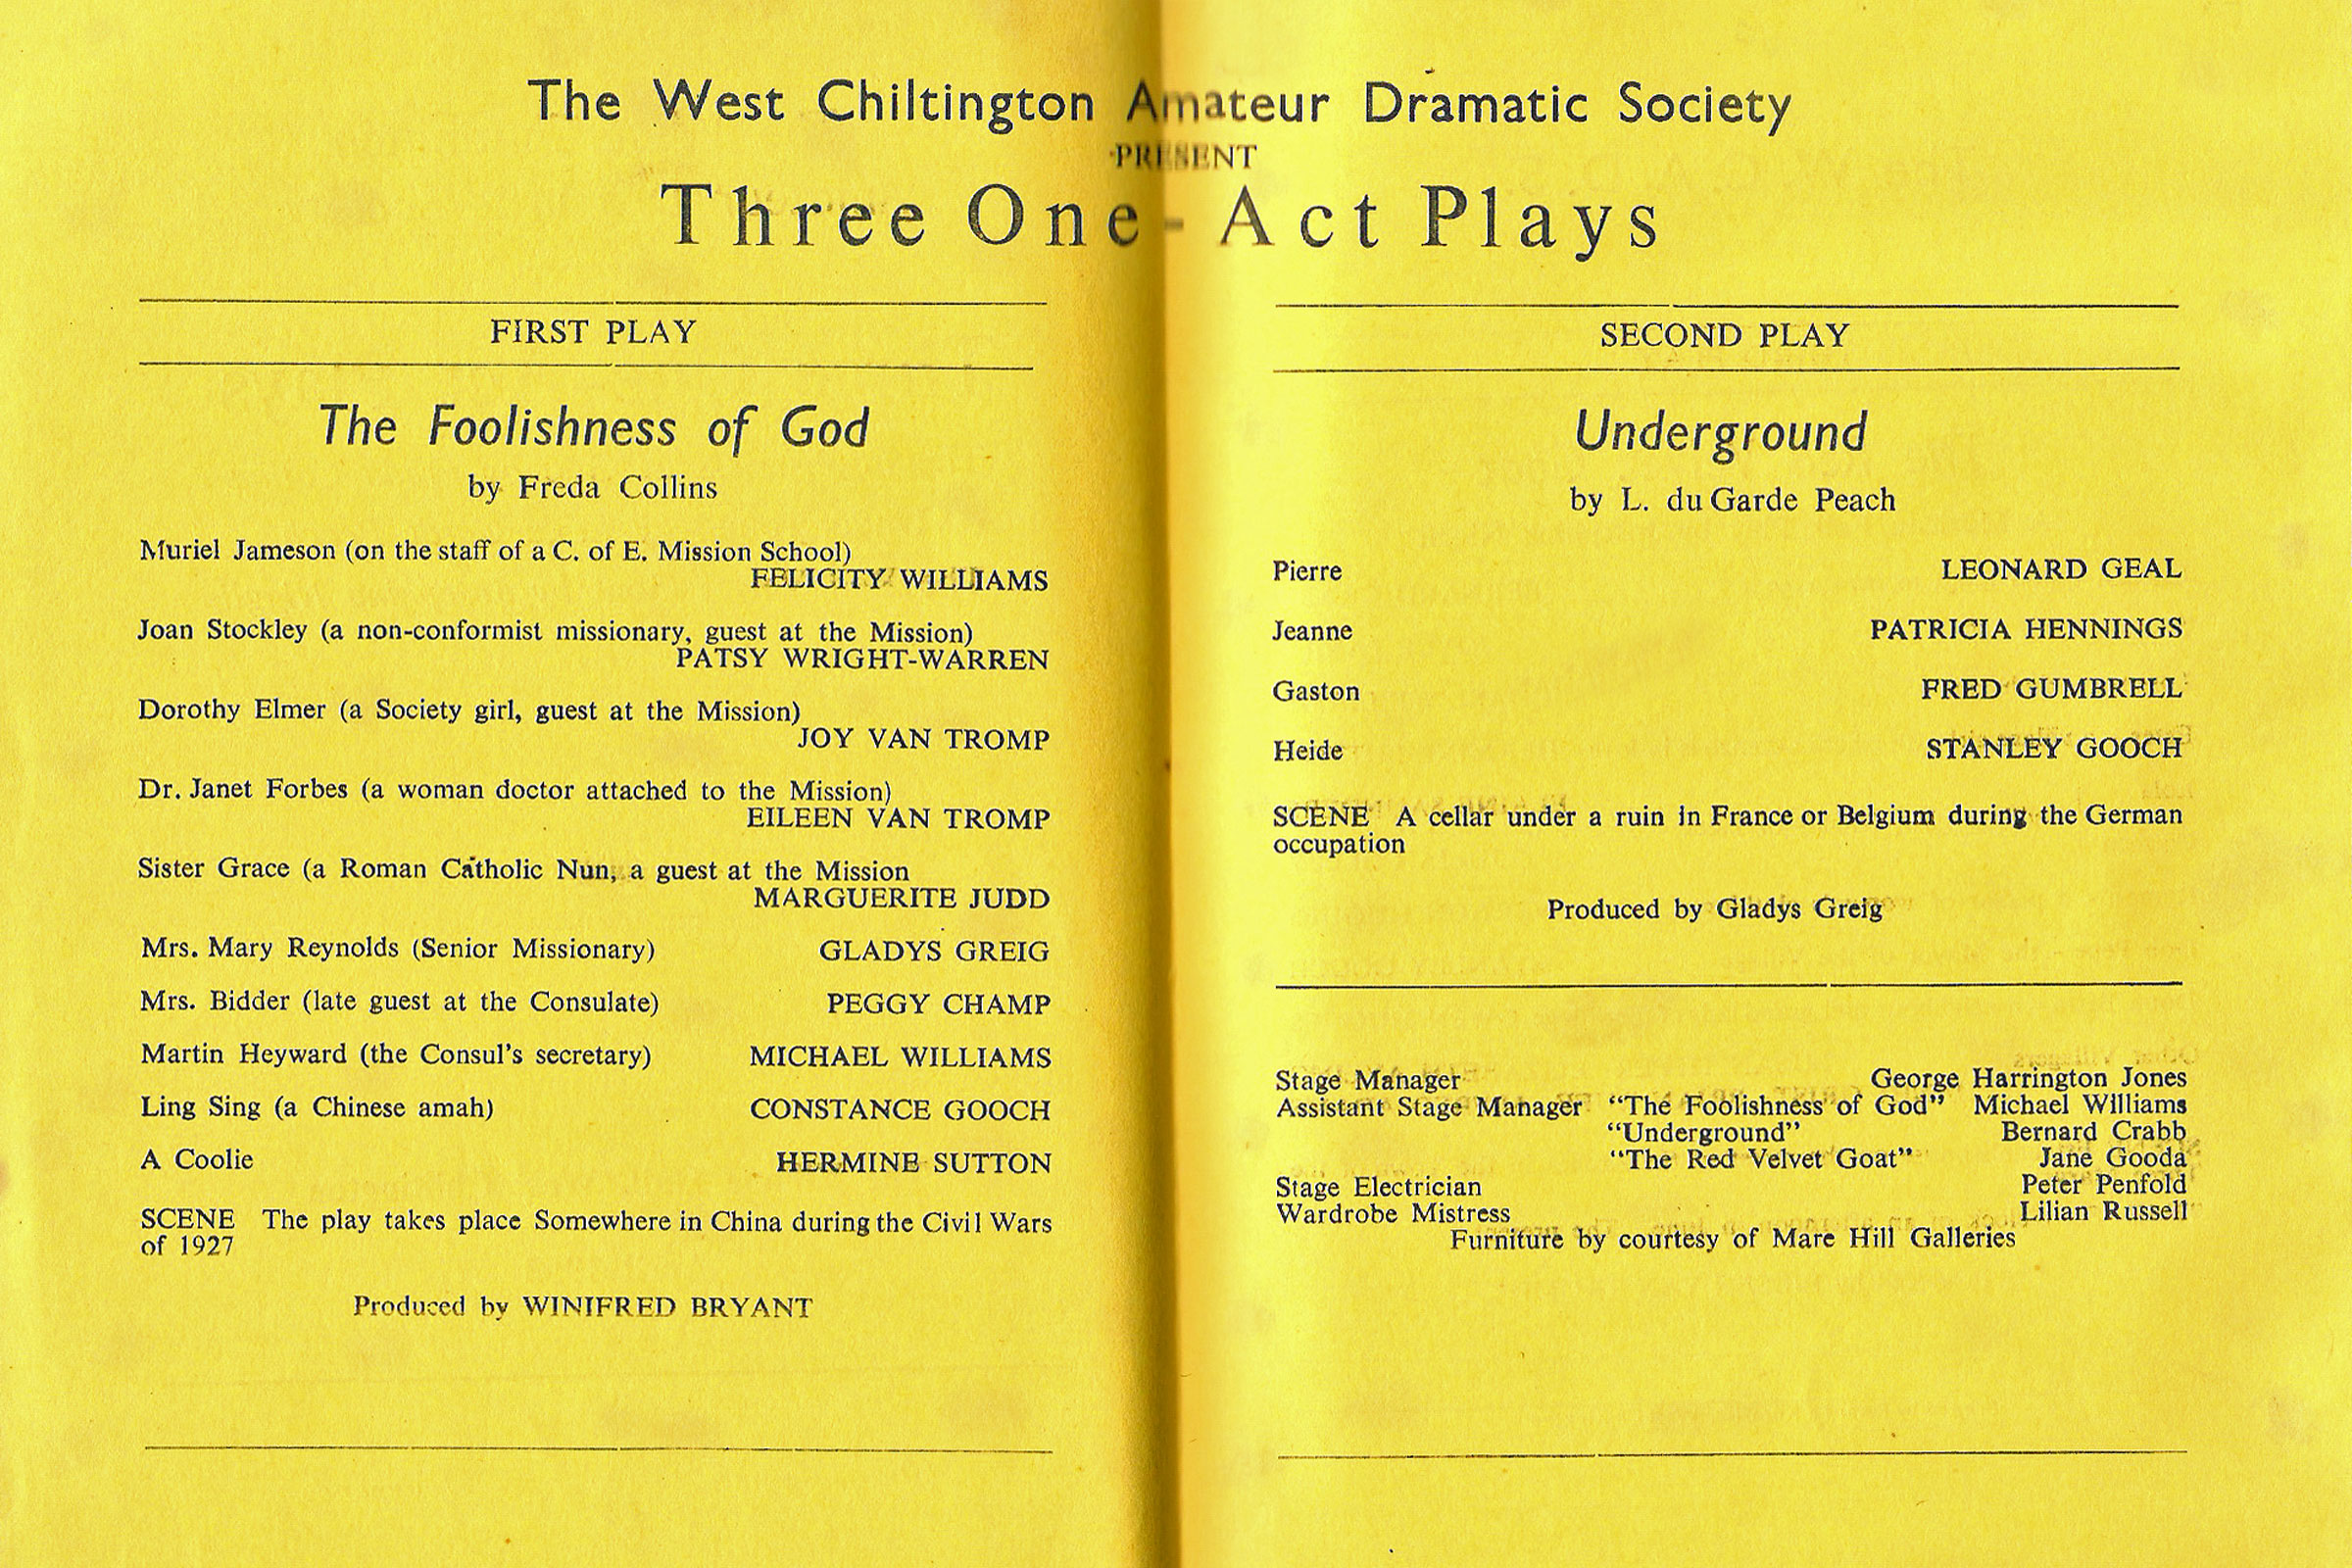 The West Chiltington Amateur Dramatic Society
PRESENT
Three One-Act Plays
FIRST PLAY
The Foolishness of God
by Freda Collins
Muriel Jameson (on the staff of a C. of E. Mission School)
FELICITY WILLIAMS
Joan Stockley (a non-conformist missionary, guest at the Mission)
PATSY WRIGHT-WARREN
Dorothy Elmer (a Society girl, guest at the Mission)
JOY VAN TROMP
Dr. Janet Forbes (a woman doctor attached to the Mission)
EILEEN VAN TROMP
Sister Grace (a Roman Catholic Nun, a guest at the Mission
MARGUERITE JUDD
Mrs. Mary Reynolds (Senior Missionary) GLADYS GREIG
Mrs. Bidder (late guest at the Consulate) PEGGY CHAMP
Martin Heyward (the Consul's secretary) MICHAEL WILLIAMS
Ling Sing (a Chinese amah) CONSTANCE GOOCH
A Coolie HERMINE SUTTON
SCENE The play takes place Somewhere in China during the Civil Wars
of 1927
Produced by WINIFRED BRYANT
SECOND PLAY
Underground
by L. du Garde Peach
Pierre LEONARD GEAL
Jeanne PATRICIA HENNINGS
Gaston FRED GUMBRELL
Heide STANLEY GOOCH
SCENE A cellar under a ruin in France or Belgium during the German
occupation
Produced by Gladys Greig
Stage Manager George Harrington Jones
Assistant Stage Manager "The Foolishness of God" Michael Williams
"Underground" Bernard Crabb
"The Red Velvet Goat" Jane Gooda
Stage Electrician Peter Penfold
Wardrobe Mistress Lilian Russell
Furniture by courtesy of Mare Hill Galleries